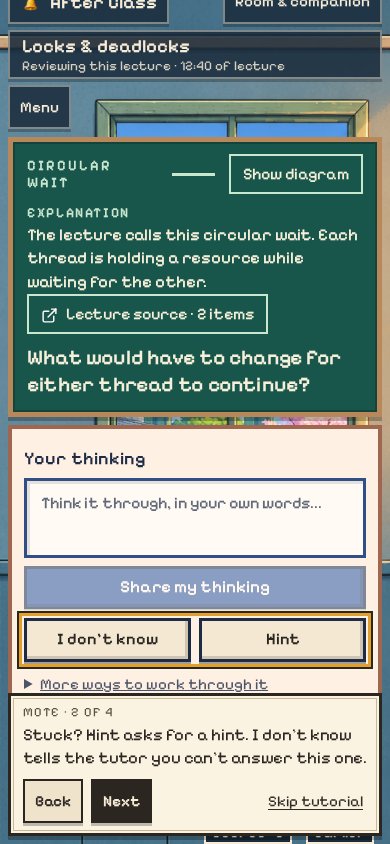 After Class
Room & companion
Locks & deadlocks
Reviewing this lecture · 12:40 of lecture
Menu
CIRCULAR
WAIT
Show diagram
EXPLANATION
The lecture calls this circular wait. Each
thread is holding a resource while
waiting for the other.
Lecture source · 2 items
What would have to change for
either thread to continue?
Your thinking
Think it through, in your own words...
Share my thinking
I don't know
Hint
More ways to work through it
MOTE · 2 OF 4
Stuck? Hint asks for a hint. I don't know
tells the tutor you can't answer this one.
Back
Next
Skip tutorial